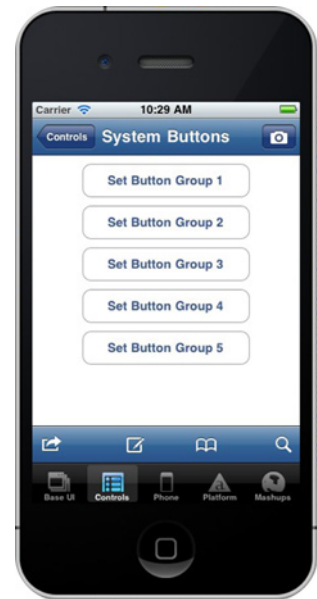 Carrier 10:29 AM
Controls System Buttons
Set Button Group 1
Set Button Group 2
Set Button Group 3
Set Button Group 4
Set Button Group 5
Base UI Controls Phone Platform Mashups